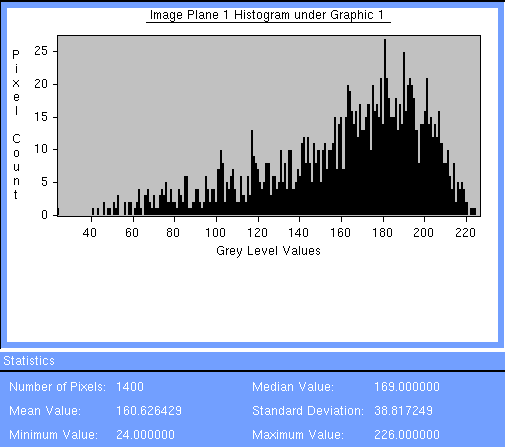 Image Plane 1 Histogram under Graphic 1
Pixel Count
25
20
15
10
5
0
40 60 80 100 120 140 160 180 200 220
Grey Level Values
Statistics
Number of Pixels: 1400 Median Value: 169.000000
Mean Value: 160.626429 Standard Deviation: 38.817249
Minimum Value: 24.000000 Maximum Value: 226.000000